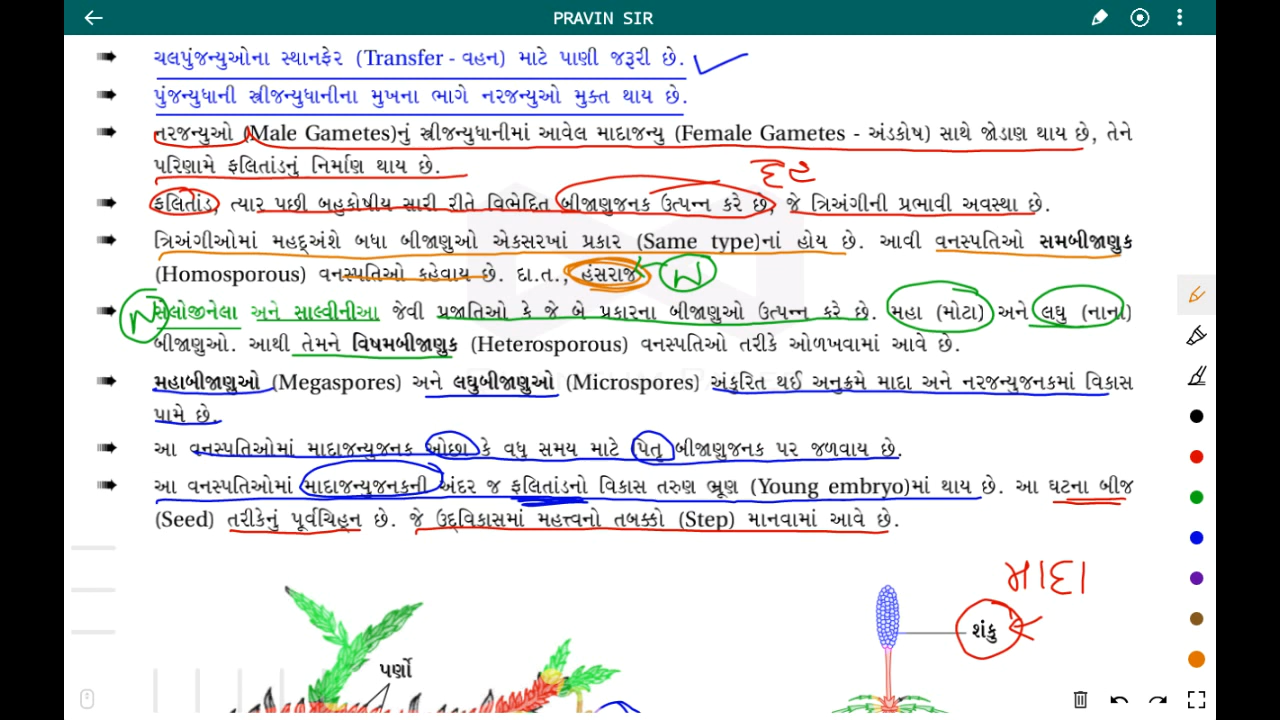 PRAVIN SIR
ચલપુંજન્યુઓના સ્થાનફેર (Transfer - વહન) માટે પાણી જરૂરી છે.
પુંજન્યુધાની સ્ત્રીજન્યુધાનીના મુખના ભાગે નરજન્યુઓ મુક્ત થાય છે.
નરજન્યુઓ (Male Gametes)નું સ્ત્રીજન્યુધાનીમાં આવેલ માદાજન્યુ (Female Gametes - અંડકોષ) સાથે જોડાણ થાય છે, તેને
પરિણામે ફલિતાંડનું નિર્માણ થાય છે.
ફલિતાંડ, ત્યાર પછી બહુકોષીય સારી રીતે વિભેદિત બીજાણુજનક ઉત્પન્ન કરે છે, જે ત્રિઅંગીની પ્રભાવી અવસ્થા છે.
ત્રિઅંગીઓમાં મહદ્અંશે બધા બીજાણુઓ એકસરખાં પ્રકાર (Same type)નાં હોય છે. આવી વનસ્પતિઓ સમબીજાણુક
(Homosporous) વનસ્પતિઓ કહેવાય છે. દા.ત., હંસરાજ
સેલાજીનેલા અને સાલ્વીનીઆ જેવી પ્રજાતિઓ કે જે બે પ્રકારના બીજાણુઓ ઉત્પન્ન કરે છે. મહા (મોટા) અને લઘુ (નાના)
બીજાણુઓ. આથી તેમને વિષમબીજાણુક (Heterosporous) વનસ્પતિઓ તરીકે ઓળખવામાં આવે છે.
મહાબીજાણુઓ (Megaspores) અને લઘુબીજાણુઓ (Microspores) અંકુરિત થઈ અનુક્રમે માદા અને નરજન્યુજનકમાં વિકાસ
પામે છે.
આ વનસ્પતિઓમાં માદાજન્યુજનક ઓછા કે વધુ સમય માટે પિતૃ બીજાણુજનક પર જળવાય છે.
આ વનસ્પતિઓમાં માદાજન્યુજનકની અંદર જ ફલિતાંડનો વિકાસ તરુણ ભ્રૂણ (Young embryo)માં થાય છે. આ ઘટના બીજ
(Seed) તરીકેનું પૂર્વચિહ્ન છે. જે ઉદ્‌વિકાસમાં મહત્ત્વનો તબક્કો (Step) માનવામાં આવે છે.
માદા
શંકુ
પર્ણો